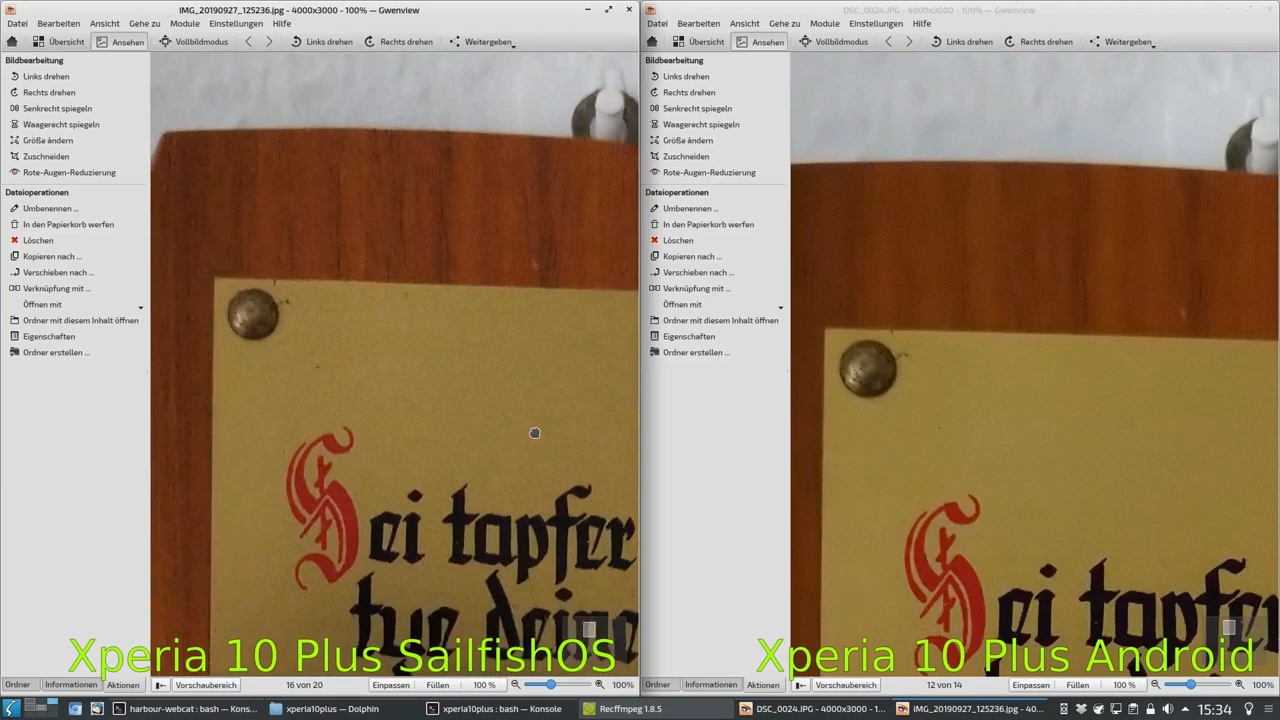 IMG_20190927_125236.jpg - 4000x3000 - 100% — Gwenview
Datei Bearbeiten Ansicht Gehe zu Module Einstellungen Hilfe
Übersicht Ansehen Vollbildmodus Links drehen Rechts drehen Weitergeben
Bildbearbeitung
Links drehen
Rechts drehen
Senkrecht spiegeln
Waagerecht spiegeln
Größe ändern
Zuschneiden
Rote-Augen-Reduzierung
Dateioperationen
Umbenennen ...
In den Papierkorb werfen
Löschen
Kopieren nach ...
Verschieben nach ...
Verknüpfung mit ...
Öffnen mit
Ordner mit diesem Inhalt öffnen
Eigenschaften
Ordner erstellen ...
Sei tapfer
tue deine
Xperia 10 Plus SailfishOS
Ordner Informationen Aktionen Vorschaubereich 16 von 20 Einpassen Füllen 100 % 100%
DSC_0024.JPG - 4000x3000 - 100% — Gwenview
Datei Bearbeiten Ansicht Gehe zu Module Einstellungen Hilfe
Übersicht Ansehen Vollbildmodus Links drehen Rechts drehen Weitergeben
Bildbearbeitung
Links drehen
Rechts drehen
Senkrecht spiegeln
Waagerecht spiegeln
Größe ändern
Zuschneiden
Rote-Augen-Reduzierung
Dateioperationen
Umbenennen ...
In den Papierkorb werfen
Löschen
Kopieren nach ...
Verschieben nach ...
Verknüpfung mit ...
Öffnen mit
Ordner mit diesem Inhalt öffnen
Eigenschaften
Ordner erstellen ...
Sei tapfer
Xperia 10 Plus Android
Ordner Informationen Aktionen Vorschaubereich 12 von 14 Einpassen Füllen 100 % 100%
harbour-webcat : bash — Kons... xperia10plus — Dolphin xperia10plus : bash — Konsole Recffmpeg 1.8.5 DSC_0024.JPG - 4000x3000 - 1... IMG_20190927_125236.jpg - 40... 15:34